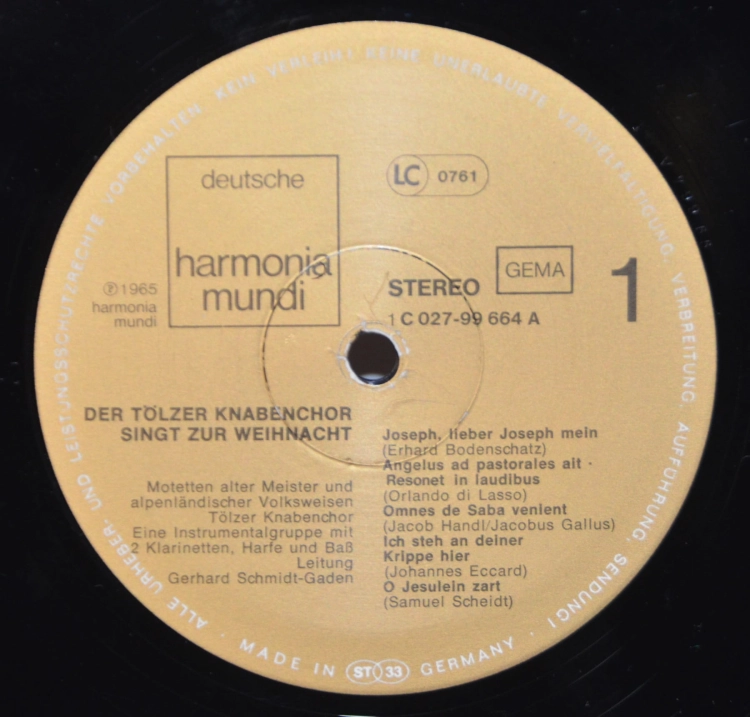 ALLE URHEBER- UND LEISTUNGSSCHUTZRECHTE VORBEHALTEN. KEIN VERLEIH! KEINE UNERLAUBTE VERVIELFÄLTIGUNG, VERBREITUNG, AUFFÜHRUNG, SENDUNG!
deutsche
harmonia
mundi
LC 0761
℗1965
harmonia
mundi
STEREO
GEMA
1
1 C 027-99 664 A
DER TÖLZER KNABENCHOR
SINGT ZUR WEIHNACHT
Motetten alter Meister und
alpenländischer Volksweisen
Tölzer Knabenchor
Eine Instrumentalgruppe mit
2 Klarinetten, Harfe und Baß
Leitung
Gerhard Schmidt-Gaden
Joseph, lieber Joseph mein
(Erhard Bodenschatz)
Angelus ad pastores ait ·
Resonet in laudibus
(Orlando di Lasso)
Omnes de Saba venient
(Jacob Handl/Jacobus Gallus)
Ich steh an deiner
Krippe hier
(Johannes Eccard)
O Jesulein zart
(Samuel Scheidt)
· MADE IN ST 33 GERMANY ·